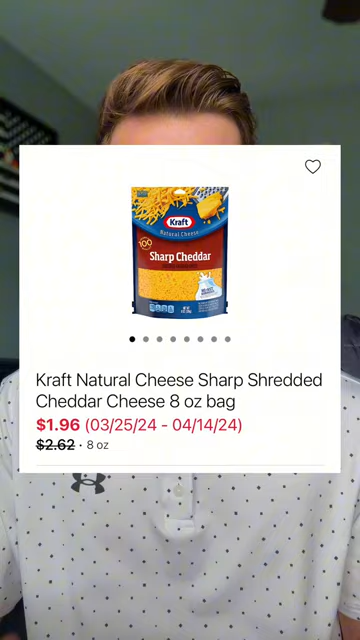 Kraft
Natural Cheese
100
Sharp Cheddar
Kraft Natural Cheese Sharp Shredded
Cheddar Cheese 8 oz bag
$1.96 (03/25/24 - 04/14/24)
$2.62 · 8 oz